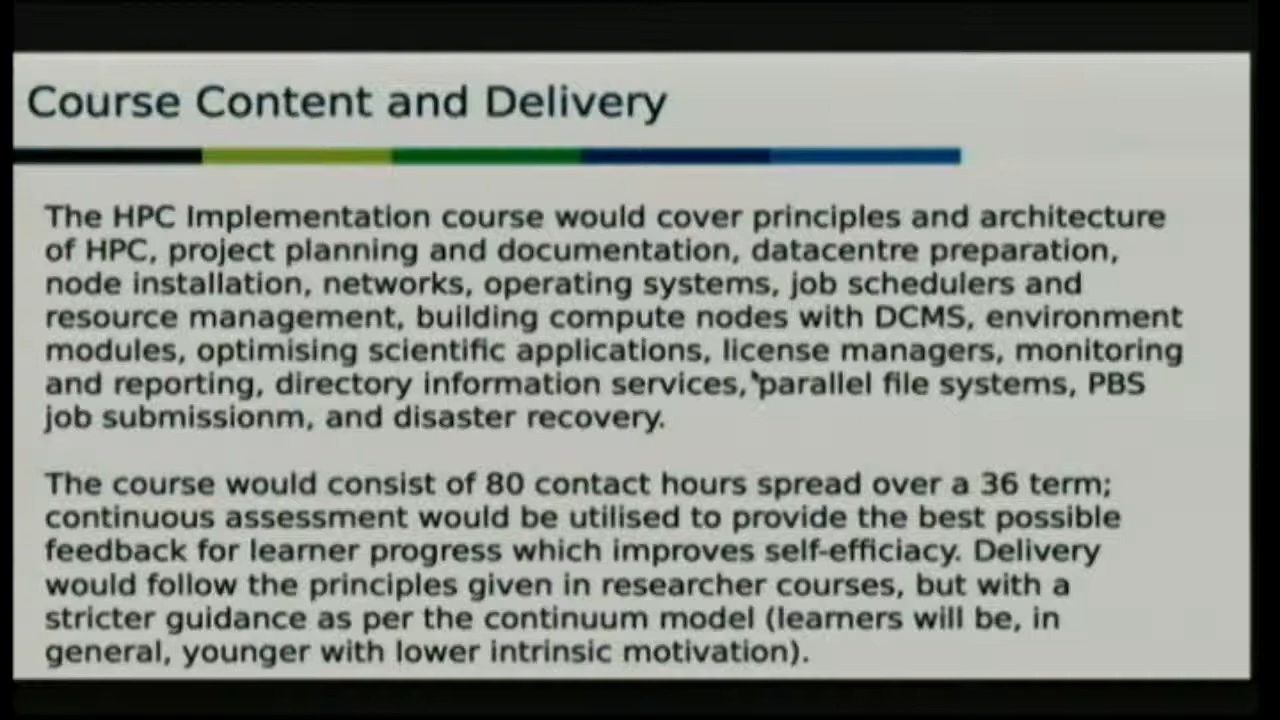 Course Content and Delivery
The HPC Implementation course would cover principles and architecture
of HPC, project planning and documentation, datacentre preparation,
node installation, networks, operating systems, job schedulers and
resource management, building compute nodes with DCMS, environment
modules, optimising scientific applications, license managers, monitoring
and reporting, directory information services, parallel file systems, PBS
job submissionm, and disaster recovery.
The course would consist of 80 contact hours spread over a 36 term;
continuous assessment would be utilised to provide the best possible
feedback for learner progress which improves self-efficiacy. Delivery
would follow the principles given in researcher courses, but with a
stricter guidance as per the continuum model (learners will be, in
general, younger with lower intrinsic motivation).